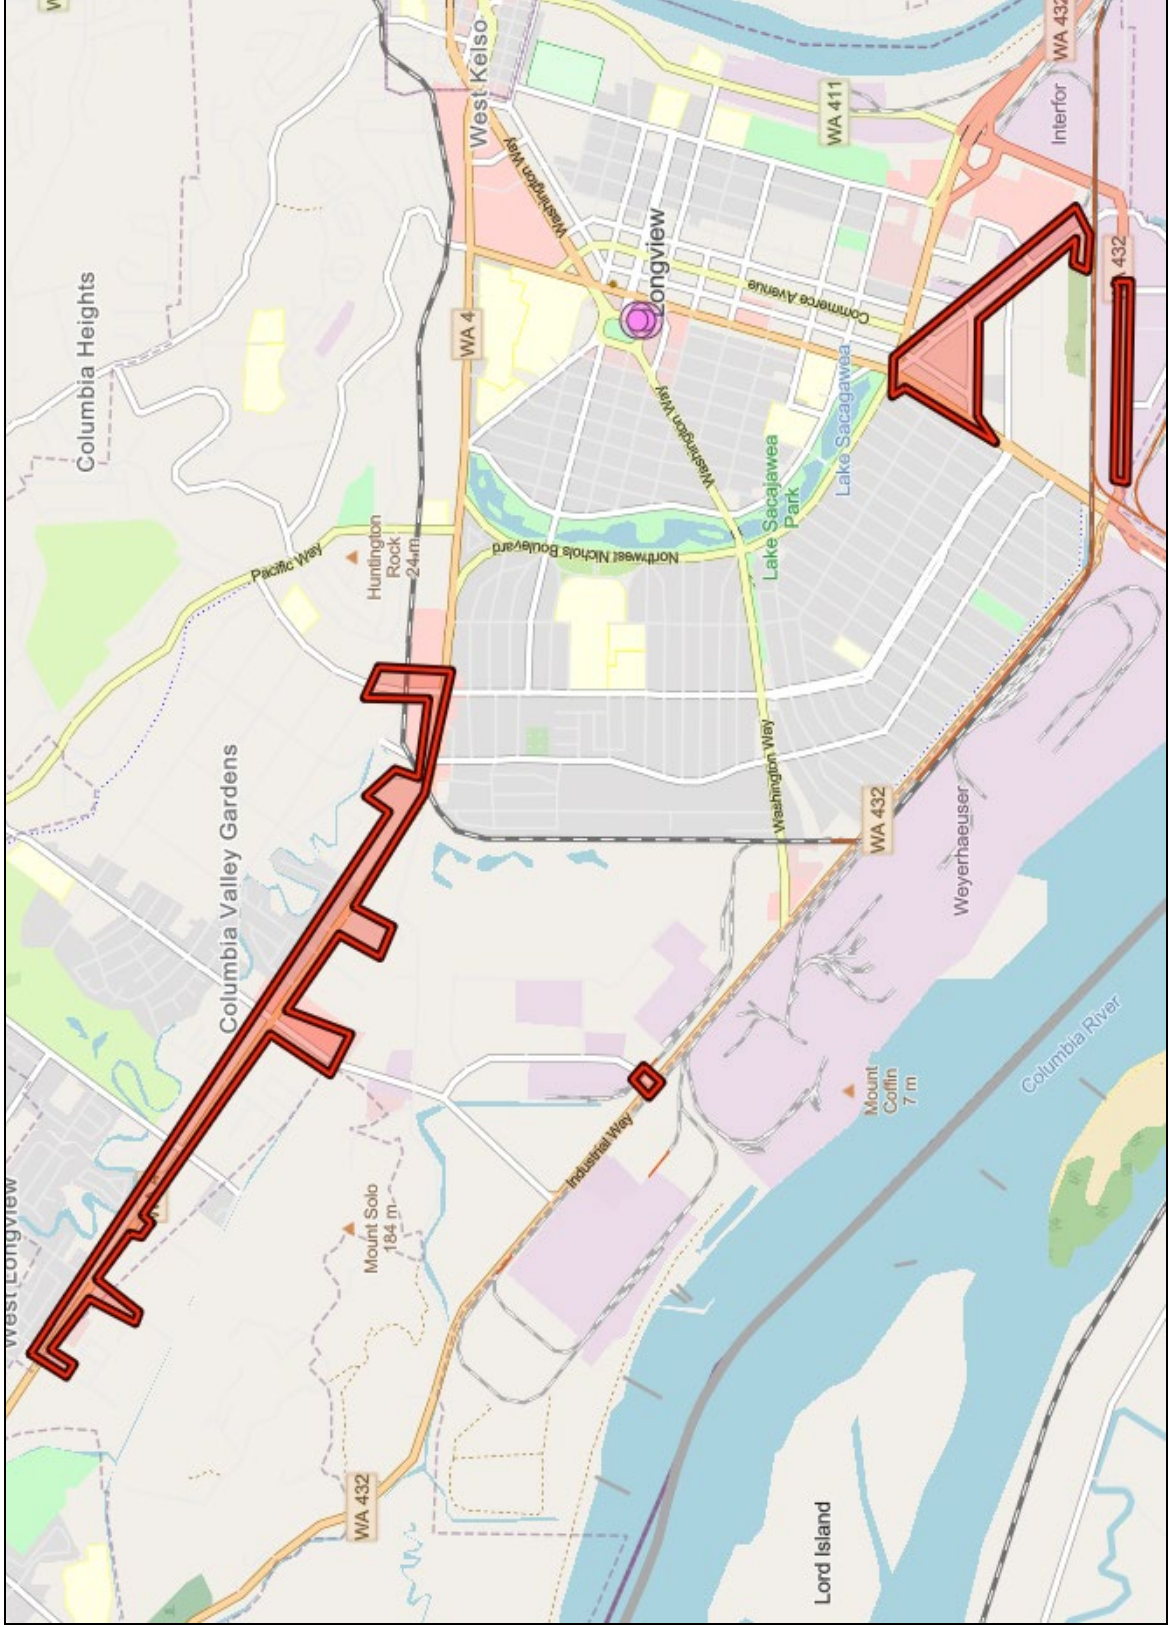 WA 432
West Kelso
WA 411
Interfor
Washington Way
Columbia Heights
Longview
WA 4
432
Commerce Avenue
Lake Sacagawea
Washington Way
Lake Sacajawea
Park
Huntington
Rock
24 m
Pacific Way
Northwest Nichols Boulevard
Columbia Valley Gardens
Washington Way
WA 432
Weyerhaeuser
Columbia River
Mount
Coffin
7 m
Industrial Way
Mount Solo
184 m
West Longview
WA 432
Lord Island